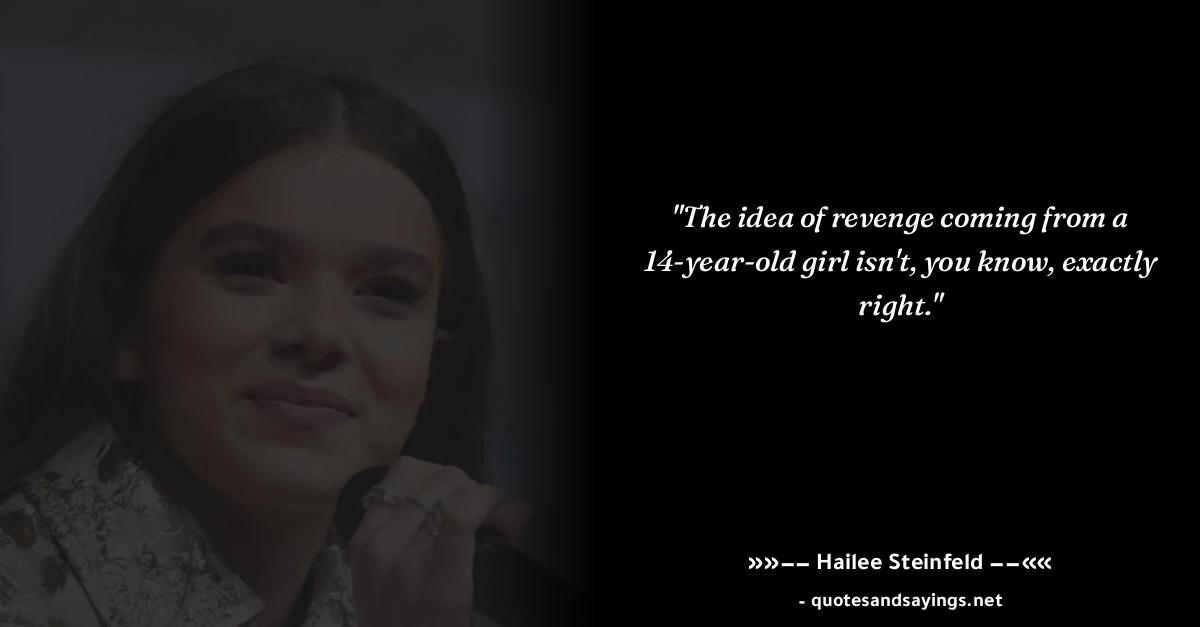 "The idea of revenge coming from a
14-year-old girl isn't, you know, exactly
right."
»»−− Hailee Steinfeld −−««
- quotesandsayings.net